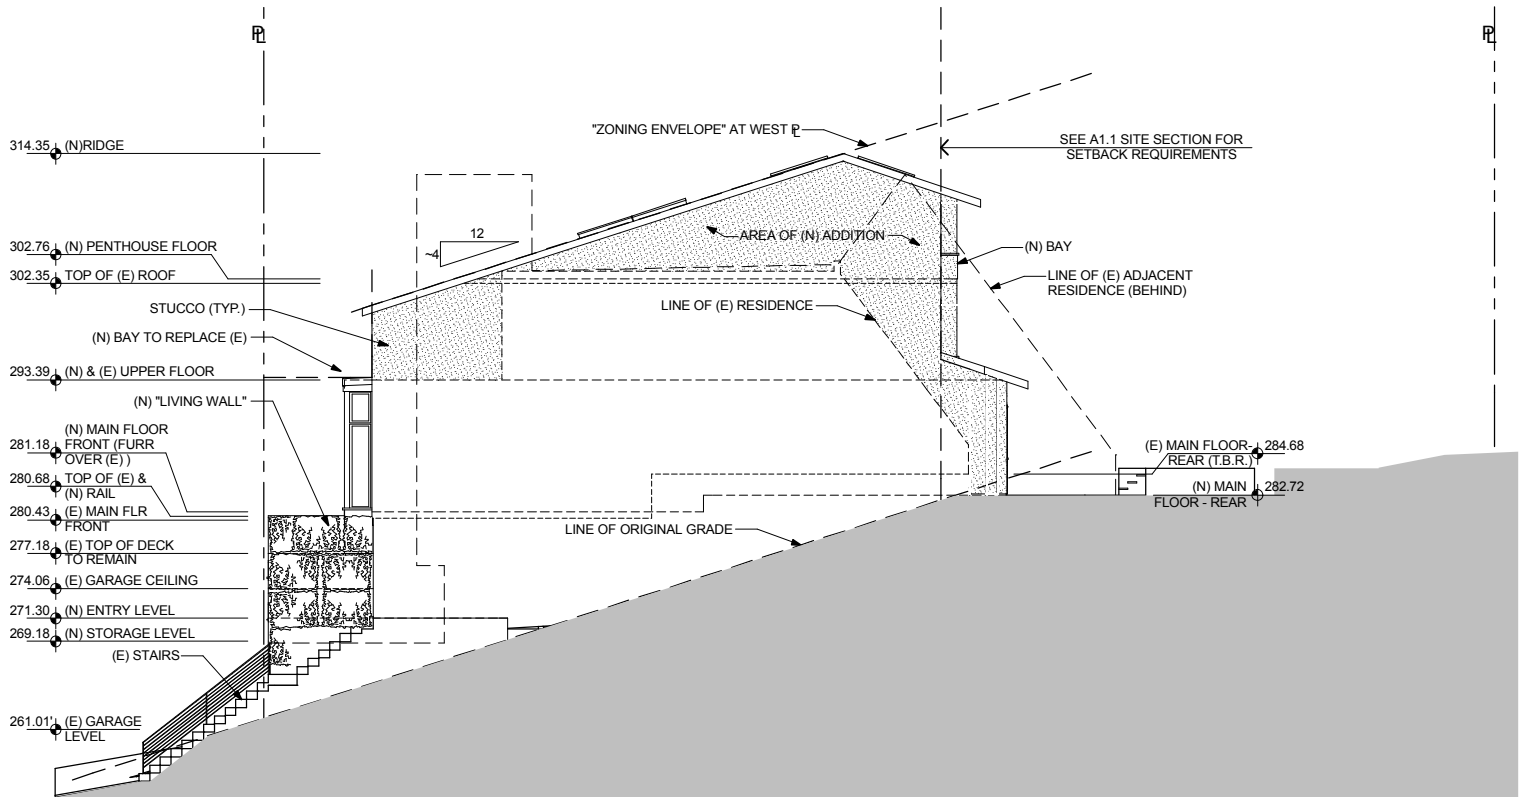 PL
PL
"ZONING ENVELOPE" AT WEST PL
SEE A1.1 SITE SECTION FOR
SETBACK REQUIREMENTS
314.35 (N)RIDGE
12
~4
AREA OF (N) ADDITION
302.76 (N) PENTHOUSE FLOOR
(N) BAY
302.35 TOP OF (E) ROOF
LINE OF (E) ADJACENT
RESIDENCE (BEHIND)
STUCCO (TYP.)
LINE OF (E) RESIDENCE
(N) BAY TO REPLACE (E)
293.39 (N) & (E) UPPER FLOOR
(N) "LIVING WALL"
(N) MAIN FLOOR
281.18 FRONT (FURR
OVER (E) )
(E) MAIN FLOOR- 284.68
REAR (T.B.R.)
280.68 TOP OF (E) &
(N) RAIL
(N) MAIN 282.72
FLOOR - REAR
280.43 (E) MAIN FLR
FRONT
LINE OF ORIGINAL GRADE
277.18 (E) TOP OF DECK
TO REMAIN
274.06 (E) GARAGE CEILING
271.30 (N) ENTRY LEVEL
269.18 (N) STORAGE LEVEL
(E) STAIRS
261.01' (E) GARAGE
LEVEL